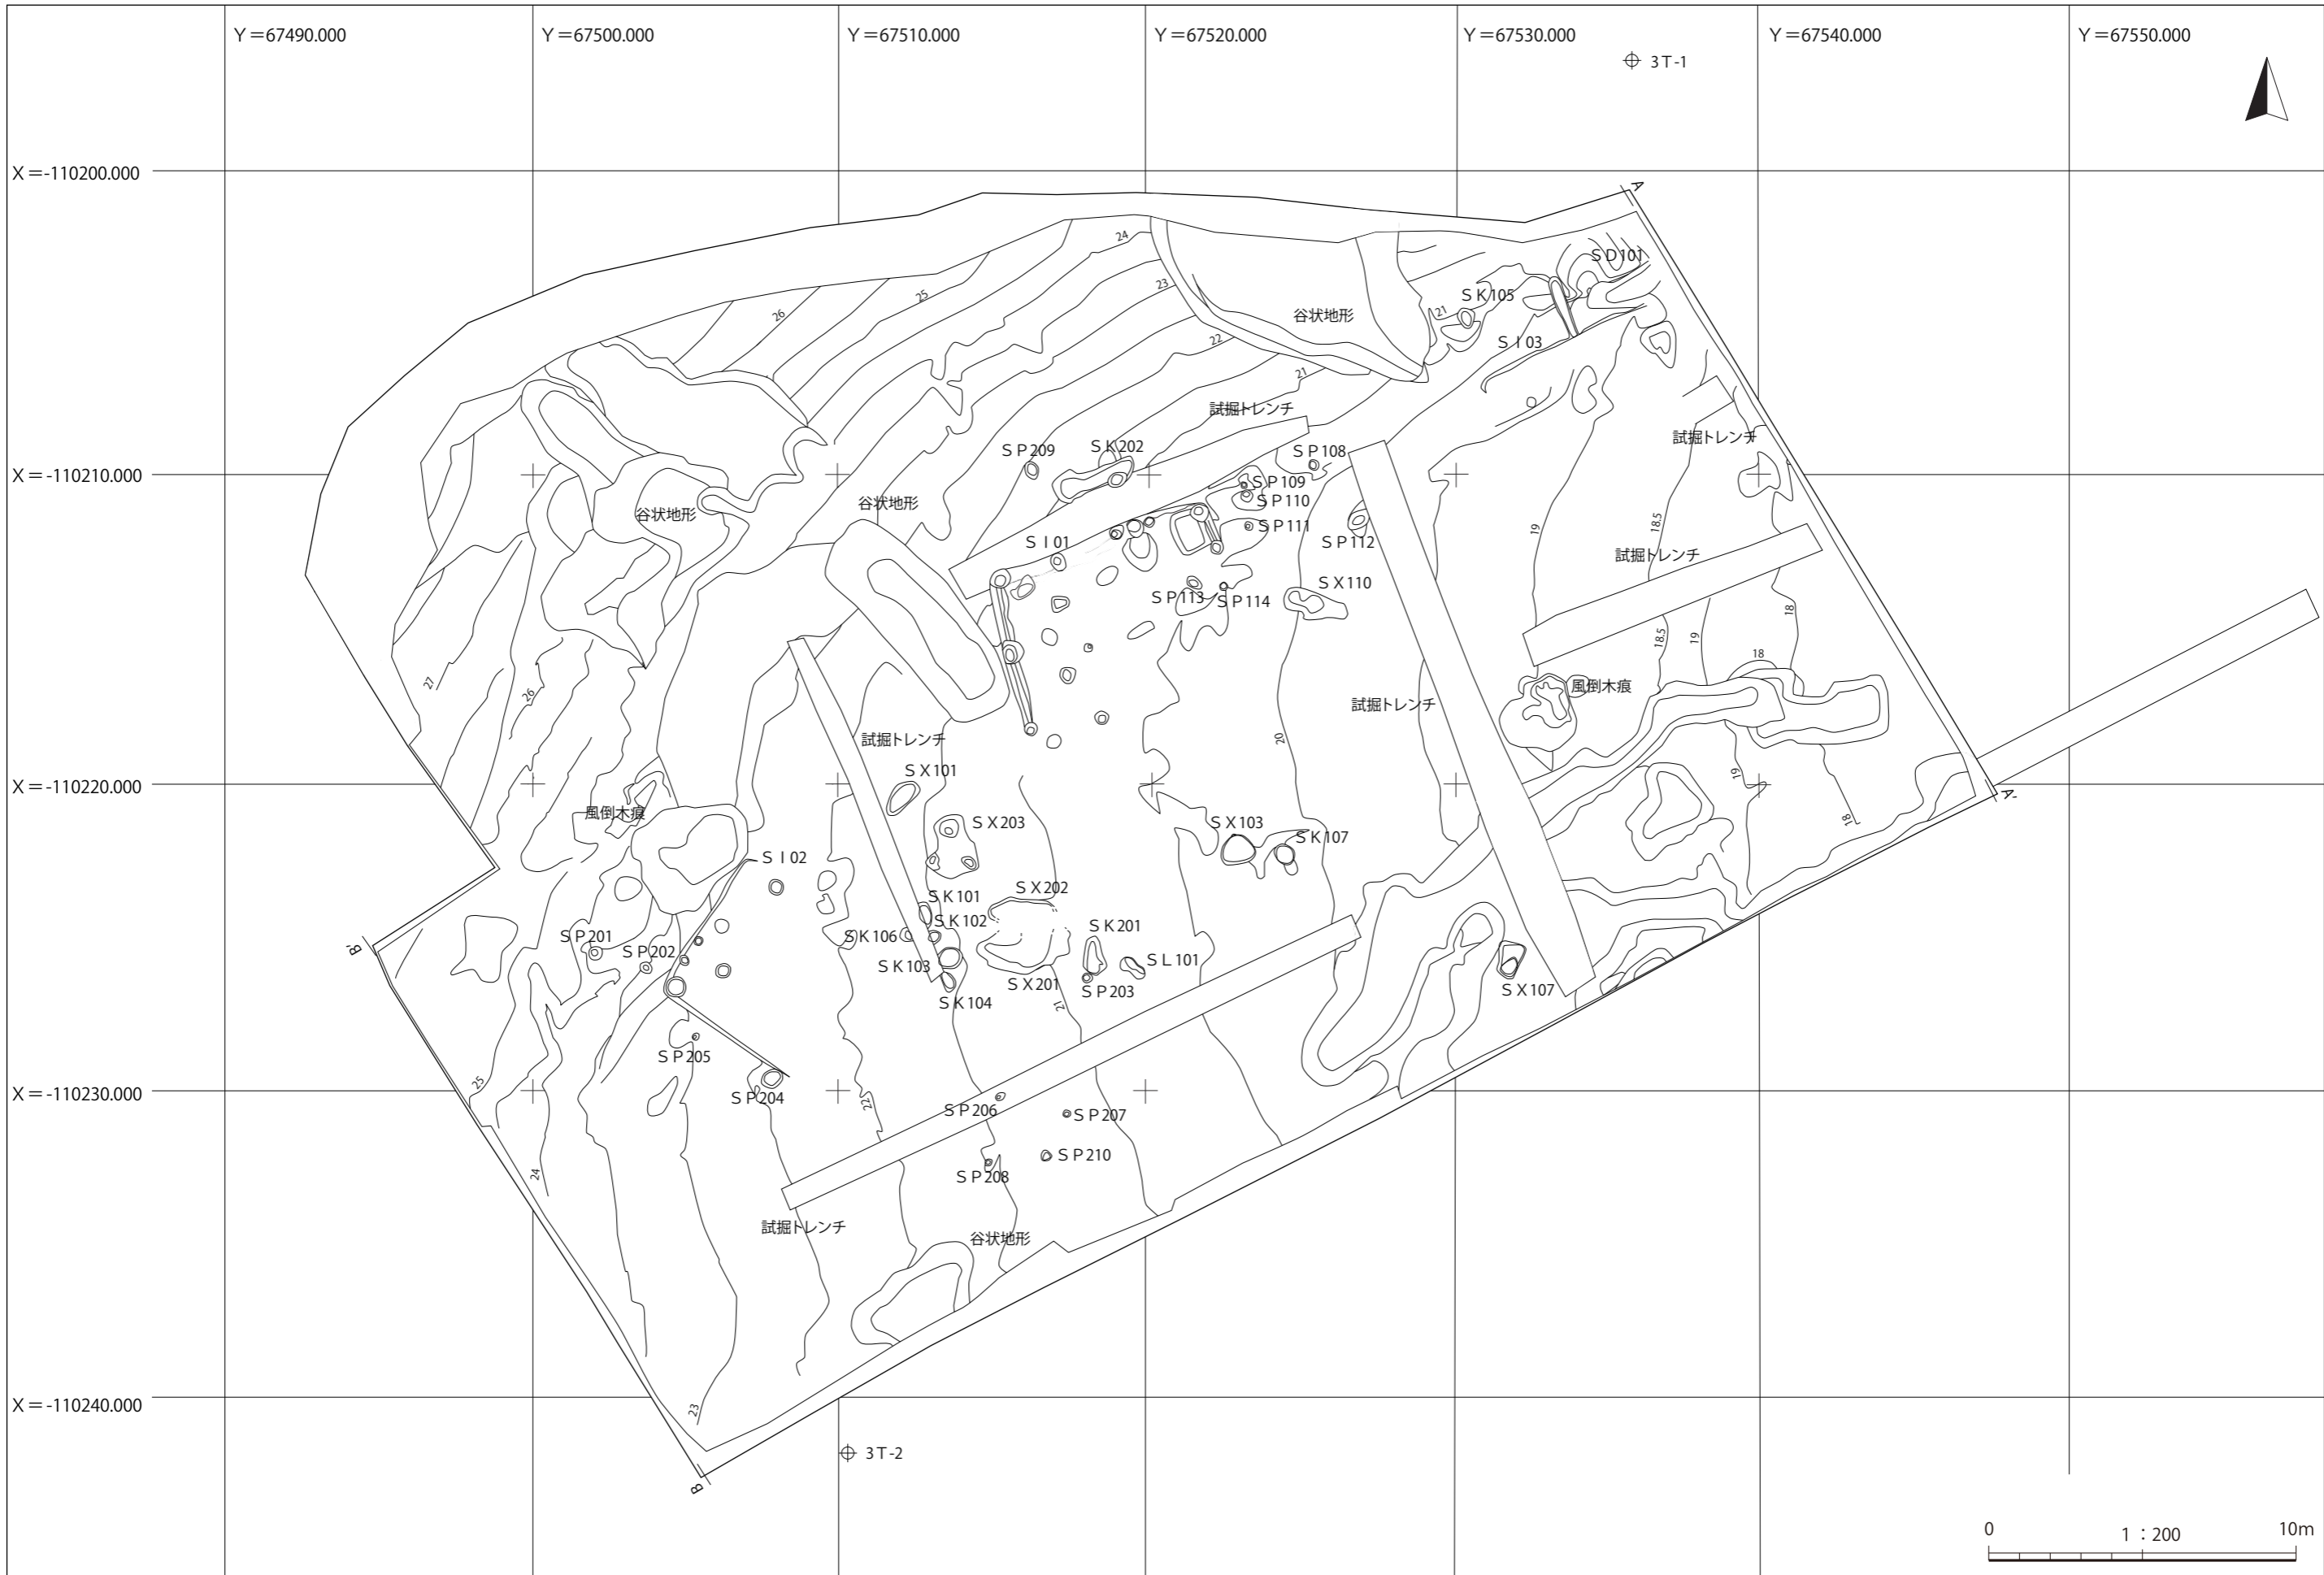 Y =67490.000
Y =67500.000
Y =67510.000
Y =67520.000
Y =67530.000
Y =67540.000
Y =67550.000
3T-1
X =-110200.000
A
24
SD101
25
23
SK105
26
谷状地形
21
22
SI03
21
試掘トレンチ
試掘トレンチ
SP209
SK202
SP108
X =-110210.000
SP109
谷状地形
SP110
谷状地形
18.5
SP111
19
SI01
SP112
試掘トレンチ
SX110
SP113
SP114
18
18.5
19
18
27
26
風倒木痕
試掘トレンチ
試掘トレンチ
20
SX101
19
X =-110220.000
A'
風倒木痕
SX203
SX103
18
SK107
SI02
SX202
SK101
SK102
SK201
SP201
SK106
B'
SP202
SK103
SL101
SX201
SP203
SX107
SK104
21
SP205
25
X =-110230.000
SP204
22
SP206
SP207
SP210
24
SP208
試掘トレンチ
谷状地形
X =-110240.000
23
3T-2
B
0
1 : 200
10m